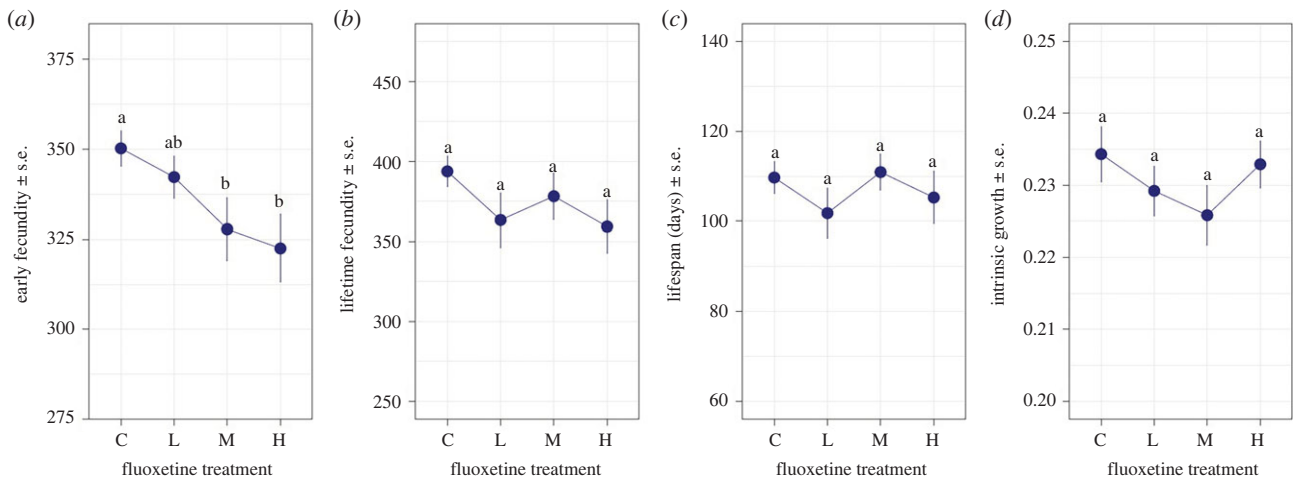 (a)
early fecundity ± s.e.
375
350
325
300
275
a
ab
b
b
C L M H
fluoxetine treatment
(b)
lifetime fecundity ± s.e.
450
400
350
300
250
a
a
a
a
C L M H
fluoxetine treatment
(c)
lifespan (days) ± s.e.
140
120
100
80
60
a
a
a
a
C L M H
fluoxetine treatment
(d)
intrinsic growth ± s.e.
0.25
0.24
0.23
0.22
0.21
0.20
a
a
a
a
C L M H
fluoxetine treatment